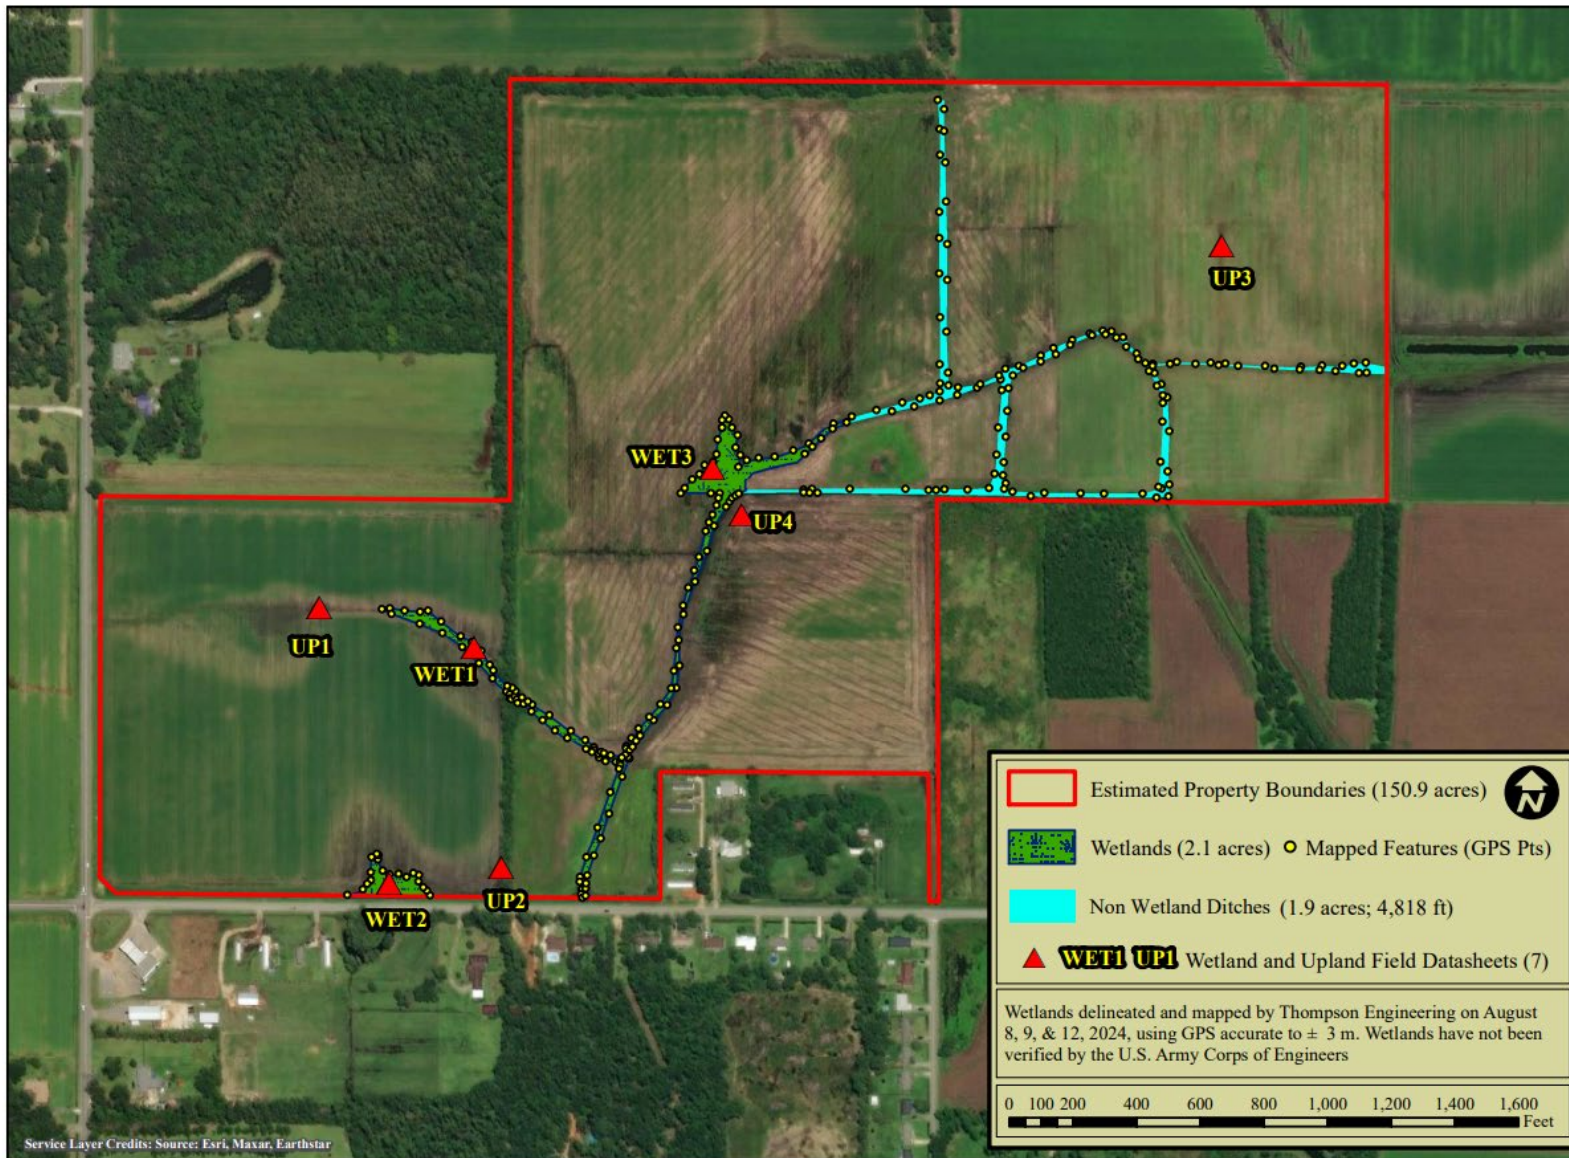 UP3
WET3
UP4
UP1
WET1
UP2
WET2
Estimated Property Boundaries (150.9 acres)
N
Wetlands (2.1 acres) Mapped Features (GPS Pts)
Non Wetland Ditches (1.9 acres; 4,818 ft)
WET1 UP1 Wetland and Upland Field Datasheets (7)
Wetlands delineated and mapped by Thompson Engineering on August
8, 9, & 12, 2024, using GPS accurate to ± 3 m. Wetlands have not been
verified by the U.S. Army Corps of Engineers
0 100 200 400 600 800 1,000 1,200 1,400 1,600
Feet
Service Layer Credits: Source: Esri, Maxar, Earthstar